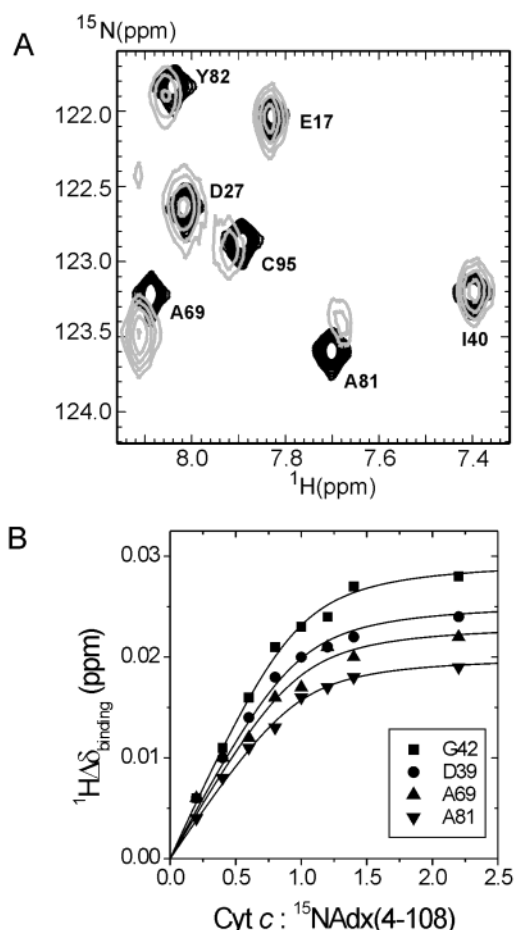 A
¹⁵N(ppm)
Y82
122.0
E17
122.5
D27
123.0
C95
A69
123.5
I40
A81
124.0
8.0 7.8 7.6 7.4
¹H(ppm)
B
0.03
0.02
0.01
0.00
¹HΔδbinding (ppm)
G42
D39
A69
A81
0.0 0.5 1.0 1.5 2.0 2.5
Cyt c : ¹⁵NAdx(4-108)